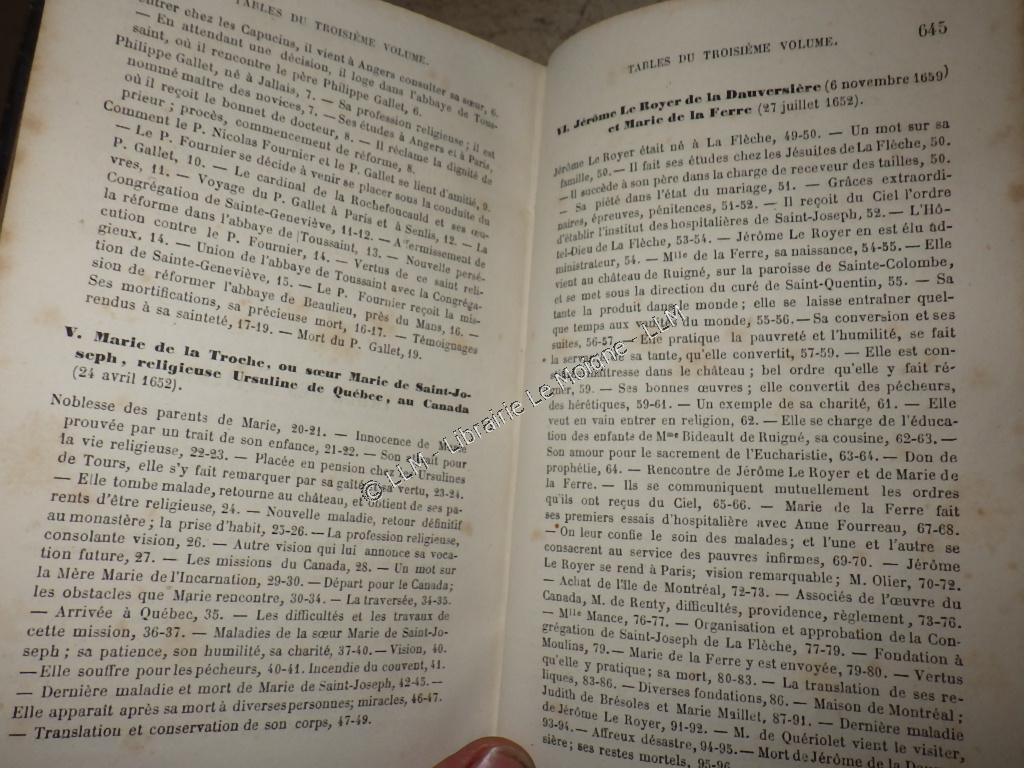 TABLES DU TROISIÈME VOLUME.
entrer chez les Capucins, il vient à Angers consulter sa sœur, 6.
— En attendant une décision, il loge dans l'abbaye de Tous-
saint, où il rencontre le père Philippe Gallet, 6.
Philippe Gallet, né à Jallais, 7. — Sa profession religieuse; il est
nommé maître des novices, 7. — Ses études à Angers et à Paris,
où il reçoit le bonnet de docteur, 8. — Il réclame la dignité de
prieur; procès, commencement de réforme, 8.
Comment le P. Nicolas Fournier et le P. Gallet se lient d'amitié, 9.
— Le P. Fournier se décide à venir se placer sous la conduite du
P. Gallet, 10. — Le cardinal de la Rochefoucauld et ses œu-
vres, 11. — Voyage du P. Gallet à Paris et à Senlis, 12. — La
Congrégation de Sainte-Geneviève, 11-12. — Affermissement de
la réforme dans l'abbaye de Toussaint, 13. — Nouvelle persé-
cution contre le P. Fournier, 14. — Vertus de ce saint reli-
gieux, 14. — Union de l'abbaye de Toussaint avec la Congréga-
tion de Sainte-Geneviève, 15. — Le P. Fournier reçoit la mis-
sion de réformer l'abbaye de Beaulieu, près du Mans, 16. —
Ses mortifications, sa précieuse mort, 16-17. — Témoignages
rendus à sa sainteté, 17-19. — Mort du P. Gallet, 19.
V. Marie de la Troche, ou sœur Marie de Saint-Jo-
seph, religieuse Ursuline de Québec, au Canada
(24 avril 1652).
Noblesse des parents de Marie, 20-21. — Innocence de Marie
prouvée par un trait de son enfance, 21-22. — Son attrait pour
la vie religieuse, 22-23. — Placée en pension chez les Ursulines
de Tours, elle s'y fait remarquer par sa gaîté, sa vertu, 23-24.
— Elle tombe malade, retourne au château, et obtient de ses pa-
rents d'être religieuse, 24. — Nouvelle maladie, retour définitif
au monastère; la prise d'habit, 25-26. — La profession religieuse,
consolante vision, 26. — Autre vision qui lui annonce sa voca-
tion future, 27. — Les missions du Canada, 28. — Un mot sur
la Mère Marie de l'Incarnation, 29-30. — Départ pour le Canada;
les obstacles que Marie rencontre, 30-34. — La traversée, 34-35.
— Arrivée à Québec, 35. — Les difficultés et les travaux de
cette mission, 36-37. — Maladies de la sœur Marie de Saint-Jo-
seph; sa patience, son humilité, sa charité, 37-40. — Vision, 40.
— Elle souffre pour les pécheurs, 40-41. Incendie du couvent, 41.
— Dernière maladie et mort de Marie de Saint-Joseph, 42-45. —
Elle apparaît après sa mort à diverses personnes; miracles, 46-47.
— Translation et conservation de son corps, 47-49.
TABLES DU TROISIÈME VOLUME. 645
VI. Jérôme Le Royer de la Dauversière (6 novembre 1659)
et Marie de la Ferre (27 juillet 1652).
Jérôme Le Royer était né à La Flèche, 49-50. — Un mot sur sa
famille, 50. — Il fait ses études chez les Jésuites de La Flèche, 50.
— Il succède à son père dans la charge de receveur des tailles, 50.
— Sa piété dans l'état du mariage, 51. — Grâces extraordi-
naires, épreuves, pénitences, 51-52. — Il reçoit du Ciel l'ordre
d'établir l'institut des hospitalières de Saint-Joseph, 52. — L'Hô-
tel-Dieu de La Flèche, 53-54. — Jérôme Le Royer en est élu ad-
ministrateur, 54. — Mlle de la Ferre, sa naissance, 54-55. — Elle
vient au château de Ruigné, sur la paroisse de Sainte-Colombe,
et se met sous la direction du curé de Saint-Quentin, 55. — Sa
tante la produit dans le monde; elle se laisse entraîner quel-
que temps aux vanités du monde, 55-56. — Sa conversion et ses
suites, 56-57. — Elle pratique la pauvreté et l'humilité, se fait
la servante de sa tante, qu'elle convertit, 57-59. — Elle est con-
stituée maîtresse dans le château; bel ordre qu'elle y fait ré-
gner, 59. — Ses bonnes œuvres; elle convertit des pécheurs,
des hérétiques, 59-61. — Un exemple de sa charité, 61. — Elle
veut en vain entrer en religion, 62. — Elle se charge de l'éduca-
tion des enfants de Mme Bideault de Ruigné, sa cousine, 62-63. —
Son amour pour le sacrement de l'Eucharistie, 63-64. — Don de
prophétie, 64. — Rencontre de Jérôme Le Royer et de Marie de
la Ferre. — Ils se communiquent mutuellement les ordres
qu'ils ont reçus du Ciel, 65-66. — Marie de la Ferre fait
ses premiers essais d'hospitalière avec Anne Fourreau, 67-68.
— On leur confie le soin des malades; et l'une et l'autre se
consacrent au service des pauvres infirmes, 69-70. — Jérôme
Le Royer se rend à Paris; vision remarquable; M. Olier, 70-72.
— Achat de l'île de Montréal, 72-73. — Associés de l'œuvre du
Canada, M. de Renty, difficultés, providence, règlement, 73-76.
— Mlle Mance, 76-77. — Organisation et approbation de la Con-
grégation de Saint-Joseph de La Flèche, 77-79. — Fondation à
Moulins, 79. — Marie de la Ferre y est envoyée, 79-80. — Vertus
qu'elle y pratique; sa mort, 80-83. — La translation de ses re-
liques, 83-86. — Diverses fondations, 86. — Maison de Montréal;
Judith de Brésoles et Marie Maillet, 87-91. — Dernière maladie
de Jérôme Le Royer, 91-92. — M. de Quériolet vient le visiter,
93-94. — Affreux désastre, 94-95. — Mort de Jérôme de la Dauver-
sière; ses restes mortels, 95-96.
© LLM - Librairie Le Moigne - LLM